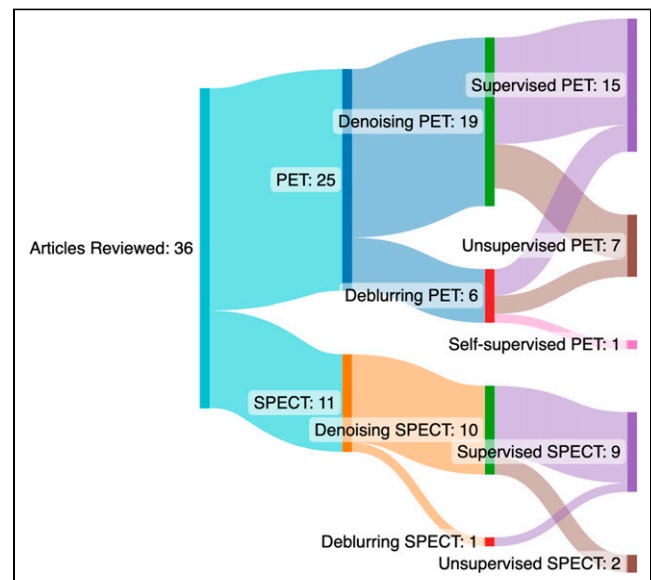 Articles Reviewed: 36
PET: 25
SPECT: 11
Denoising PET: 19
Deblurring PET: 6
Denoising SPECT: 10
Deblurring SPECT: 1
Supervised PET: 15
Unsupervised PET: 7
Self-supervised PET: 1
Supervised SPECT: 9
Unsupervised SPECT: 2